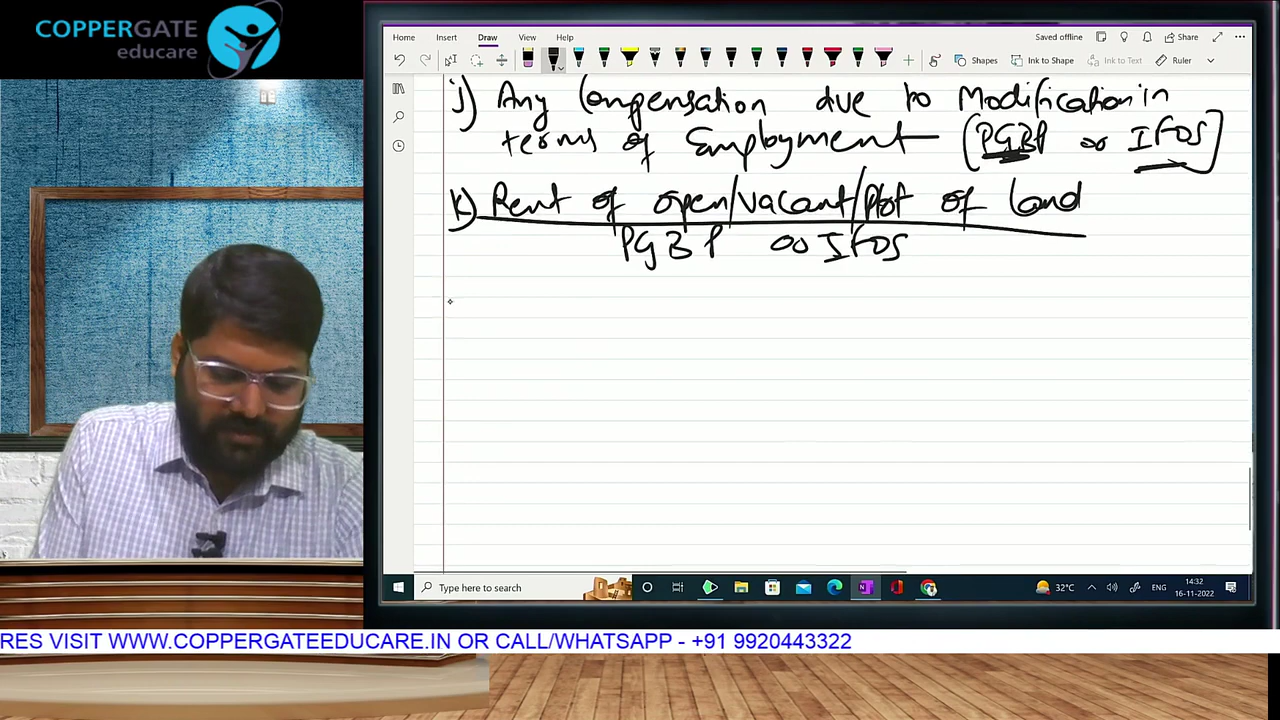 COPPERGATE
educare
Home Insert Draw View Help
Saved offline
Share
Shapes
Ink to Shape
Ink to Text
Ruler
j) Any Compensation due to Modification in
terms of Employment (PGBP or IFOS)
K) Rent of open/vacant/Plot of land
PGBP or IFOS
Type here to search
32°C
ENG
14:32
16-11-2022
RES VISIT WWW.COPPERGATEEDUCARE.IN OR CALL/WHATSAPP - +91 9920443322